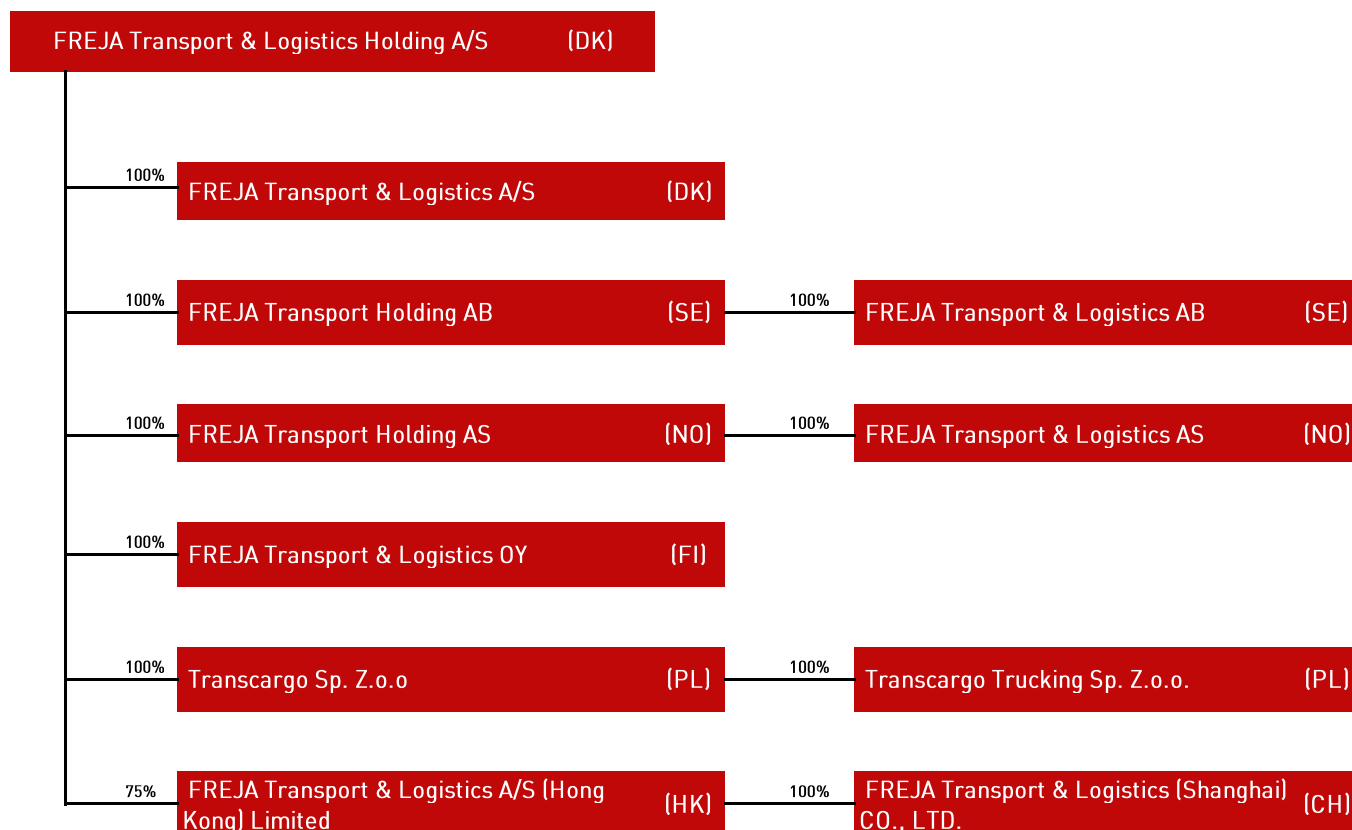 FREJA Transport & Logistics Holding A/S (DK)
100%
FREJA Transport & Logistics A/S (DK)
100%
FREJA Transport Holding AB (SE)
100%
FREJA Transport & Logistics AB (SE)
100%
FREJA Transport Holding AS (NO)
100%
FREJA Transport & Logistics AS (NO)
100%
FREJA Transport & Logistics OY (FI)
100%
Transcargo Sp. Z.o.o (PL)
100%
Transcargo Trucking Sp. Z.o.o. (PL)
75%
FREJA Transport & Logistics A/S (Hong
Kong) Limited (HK)
100%
FREJA Transport & Logistics (Shanghai)
CO., LTD. (CH)